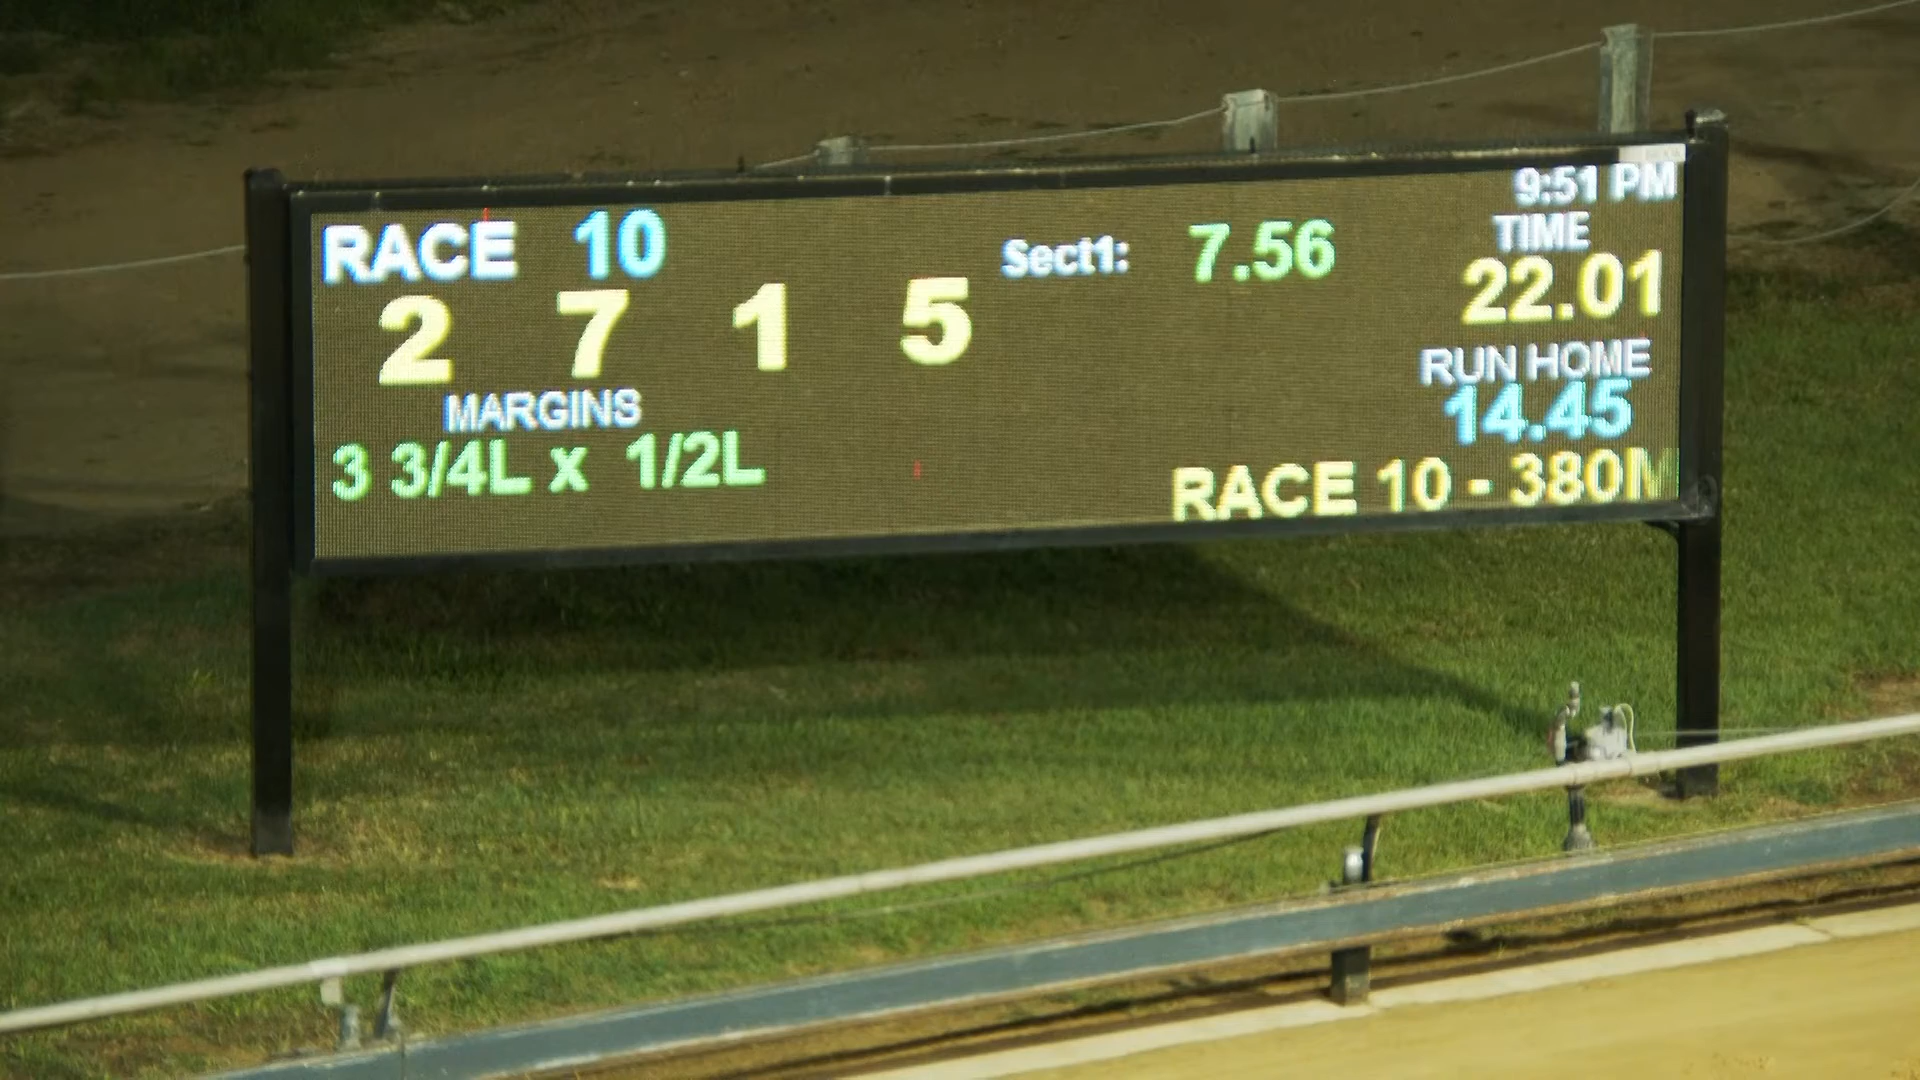 9:51 PM
RACE 10 Sect1: 7.56 TIME
22.01
2 7 1 5
RUN HOME
14.45
MARGINS
3 3/4L x 1/2L
RACE 10 - 380M